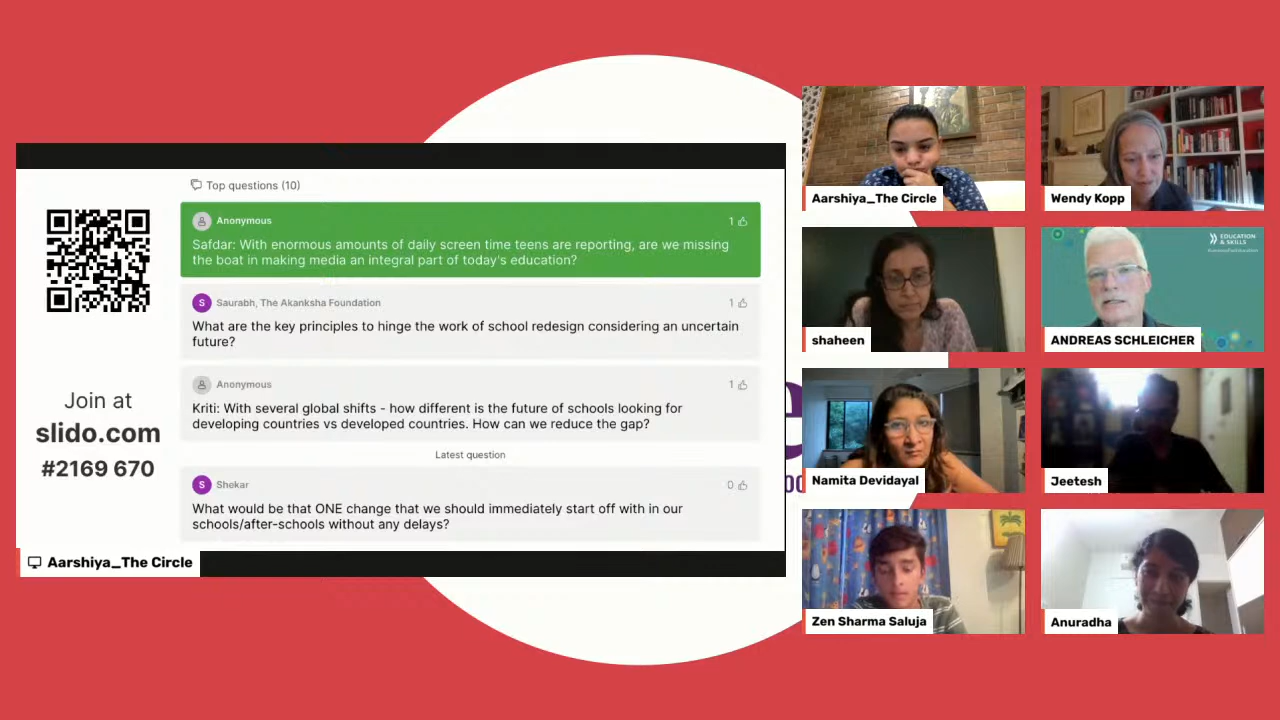 Top questions (10)
Anonymous
1
Safdar: With enormous amounts of daily screen time teens are reporting, are we missing
the boat in making media an integral part of today's education?
S Saurabh, The Akanksha Foundation
1
What are the key principles to hinge the work of school redesign considering an uncertain
future?
Anonymous
1
Kriti: With several global shifts - how different is the future of schools looking for
developing countries vs developed countries. How can we reduce the gap?
Latest question
S Shekar
0
What would be that ONE change that we should immediately start off with in our
schools/after-schools without any delays?
Join at
slido.com
#2169 670
Aarshiya_The Circle
Aarshiya_The Circle
Wendy Kopp
shaheen
EDUCATION
& SKILLS
ANDREAS SCHLEICHER
Namita Devidayal
Jeetesh
Zen Sharma Saluja
Anuradha